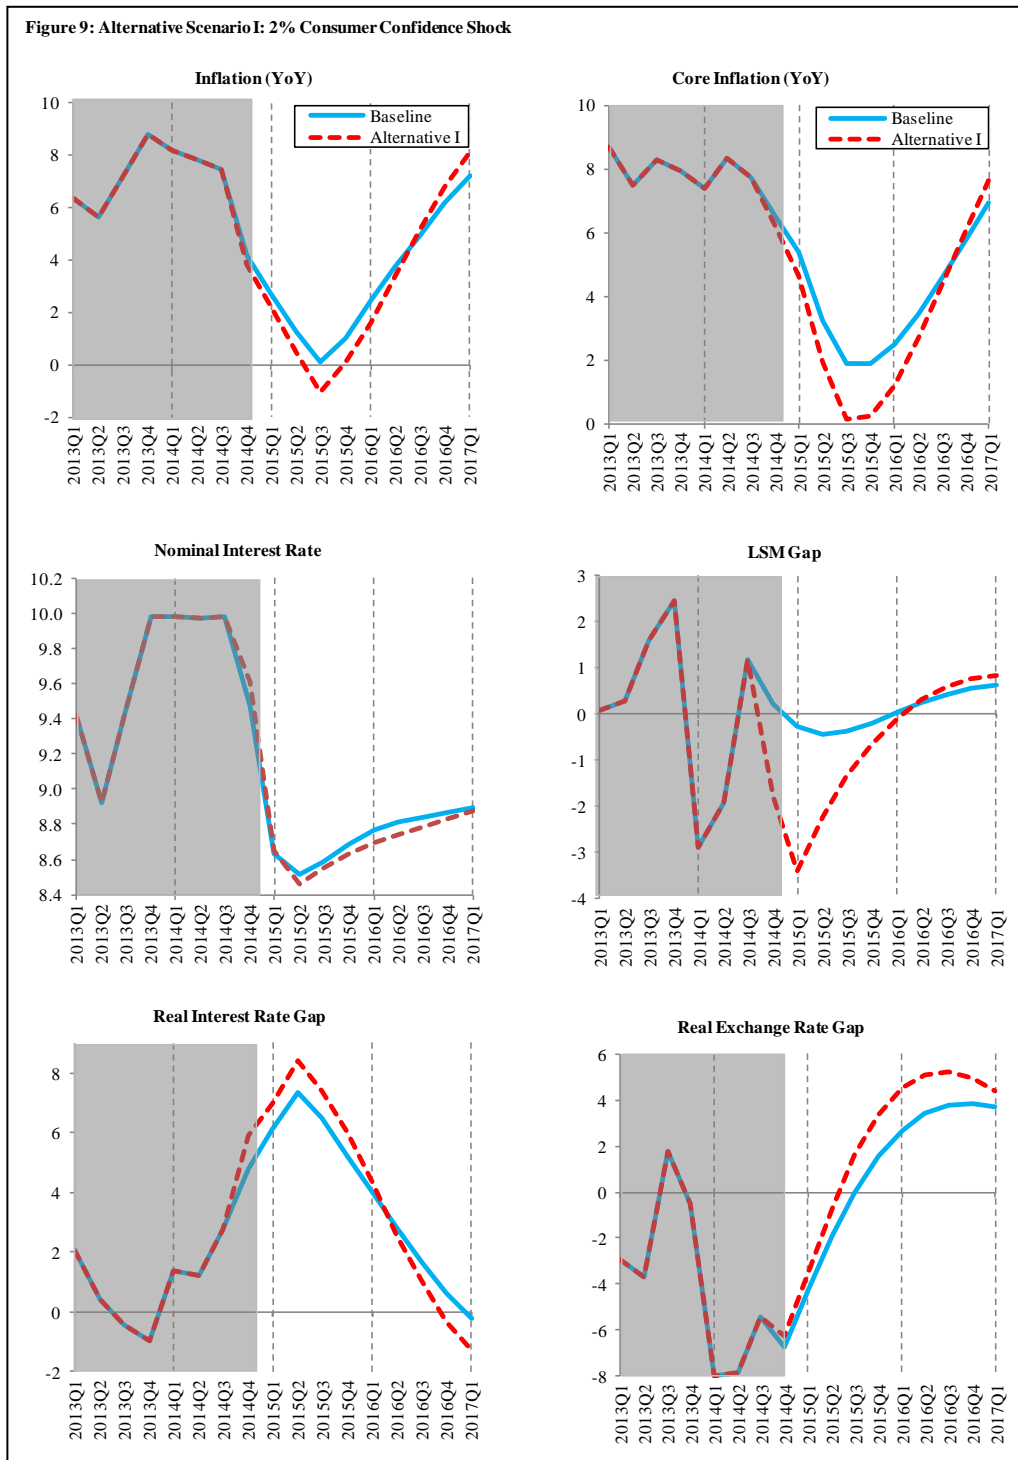 Figure 9: Alternative Scenario I: 2% Consumer Confidence Shock
Inflation (YoY)
10
8
6
4
2
0
-2
Baseline
Alternative I
2013Q1
2013Q2
2013Q3
2013Q4
2014Q1
2014Q2
2014Q3
2014Q4
2015Q1
2015Q2
2015Q3
2015Q4
2016Q1
2016Q2
2016Q3
2016Q4
2017Q1
Core Inflation (YoY)
10
8
6
4
2
0
Baseline
Alternative I
2013Q1
2013Q2
2013Q3
2013Q4
2014Q1
2014Q2
2014Q3
2014Q4
2015Q1
2015Q2
2015Q3
2015Q4
2016Q1
2016Q2
2016Q3
2016Q4
2017Q1
Nominal Interest Rate
10.2
10.0
9.8
9.6
9.4
9.2
9.0
8.8
8.6
8.4
2013Q1
2013Q2
2013Q3
2013Q4
2014Q1
2014Q2
2014Q3
2014Q4
2015Q1
2015Q2
2015Q3
2015Q4
2016Q1
2016Q2
2016Q3
2016Q4
2017Q1
LSM Gap
3
2
1
0
-1
-2
-3
-4
2013Q1
2013Q2
2013Q3
2013Q4
2014Q1
2014Q2
2014Q3
2014Q4
2015Q1
2015Q2
2015Q3
2015Q4
2016Q1
2016Q2
2016Q3
2016Q4
2017Q1
Real Interest Rate Gap
8
6
4
2
0
-2
2013Q1
2013Q2
2013Q3
2013Q4
2014Q1
2014Q2
2014Q3
2014Q4
2015Q1
2015Q2
2015Q3
2015Q4
2016Q1
2016Q2
2016Q3
2016Q4
2017Q1
Real Exchange Rate Gap
6
4
2
0
-2
-4
-6
-8
2013Q1
2013Q2
2013Q3
2013Q4
2014Q1
2014Q2
2014Q3
2014Q4
2015Q1
2015Q2
2015Q3
2015Q4
2016Q1
2016Q2
2016Q3
2016Q4
2017Q1